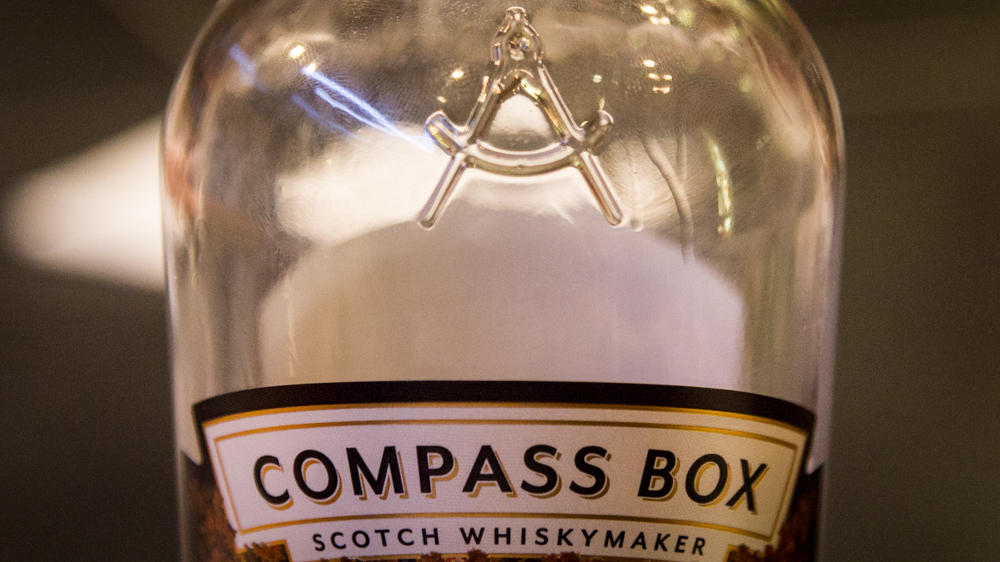 COMPASS BOX
SCOTCH WHISKYMAKER